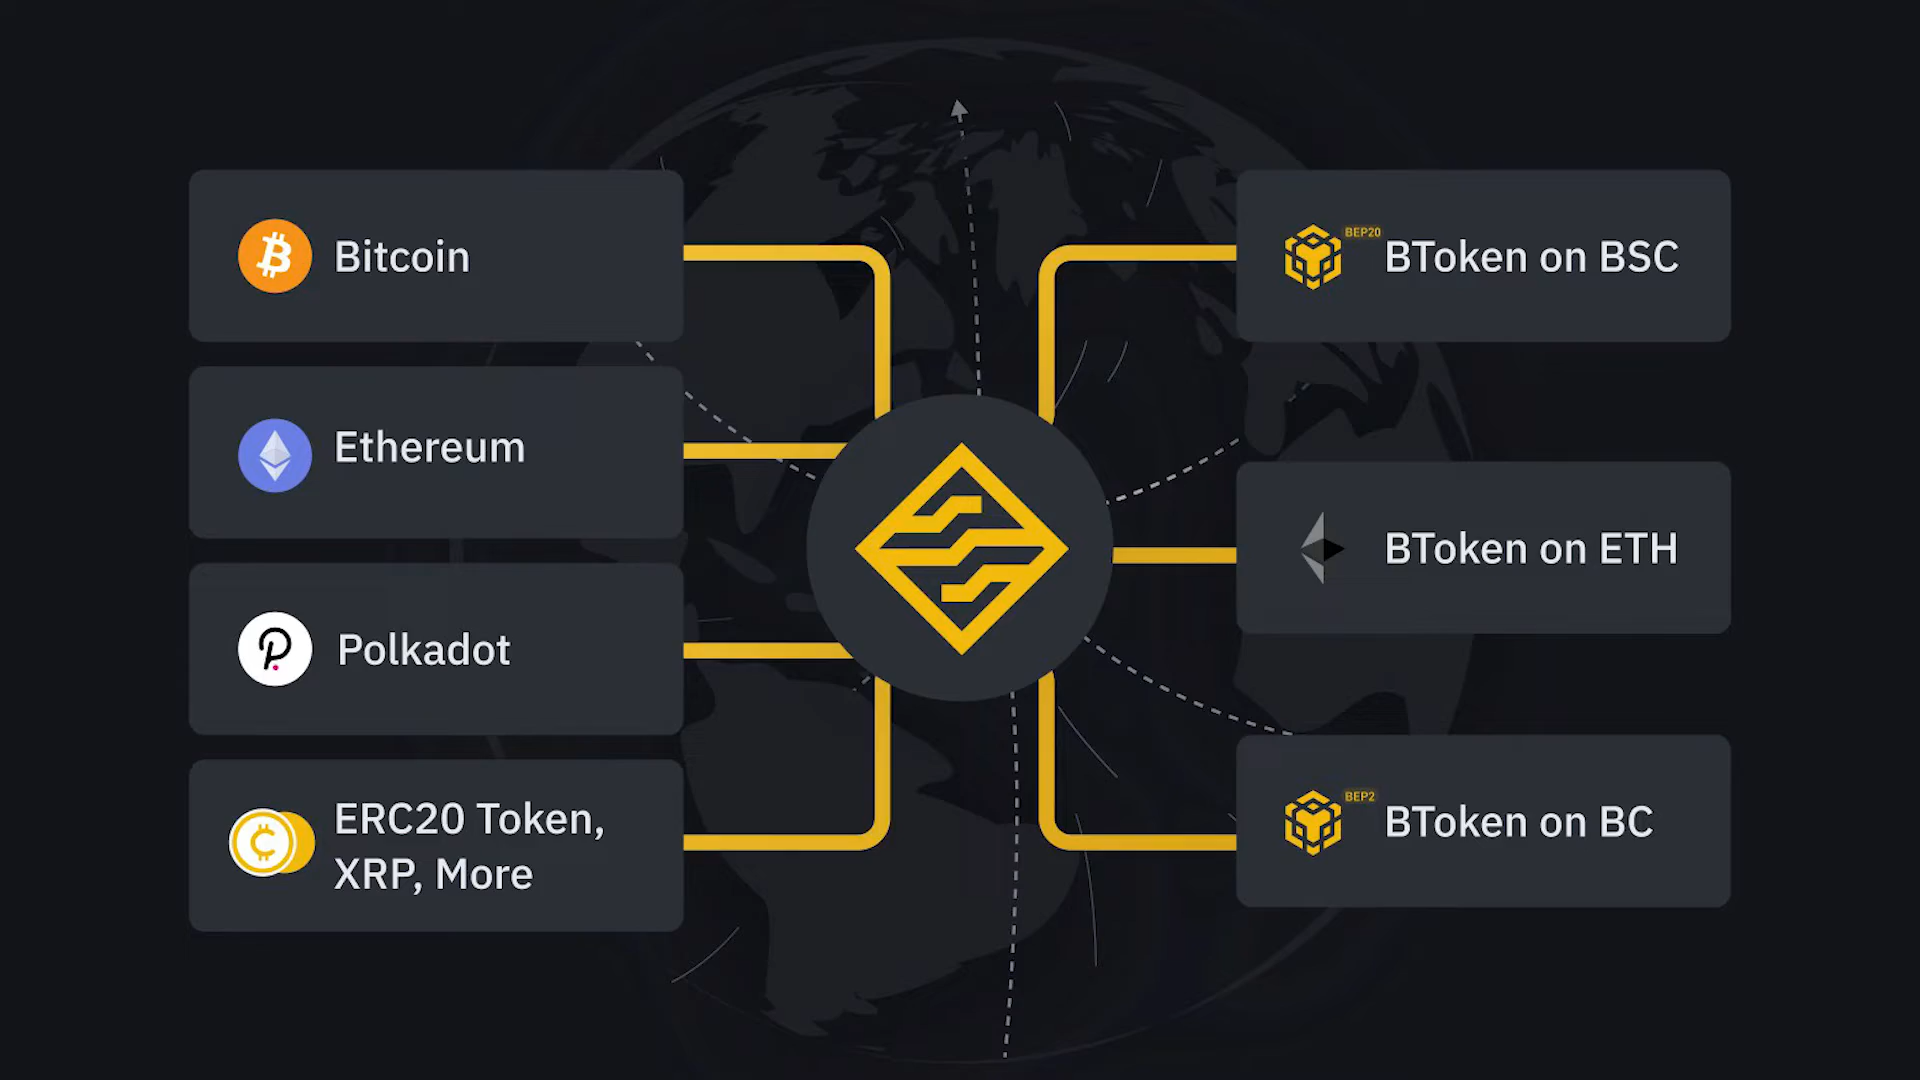 Bitcoin
Ethereum
Polkadot
ERC20 Token,
XRP, More
BEP20
BToken on BSC
BToken on ETH
BEP2
BToken on BC